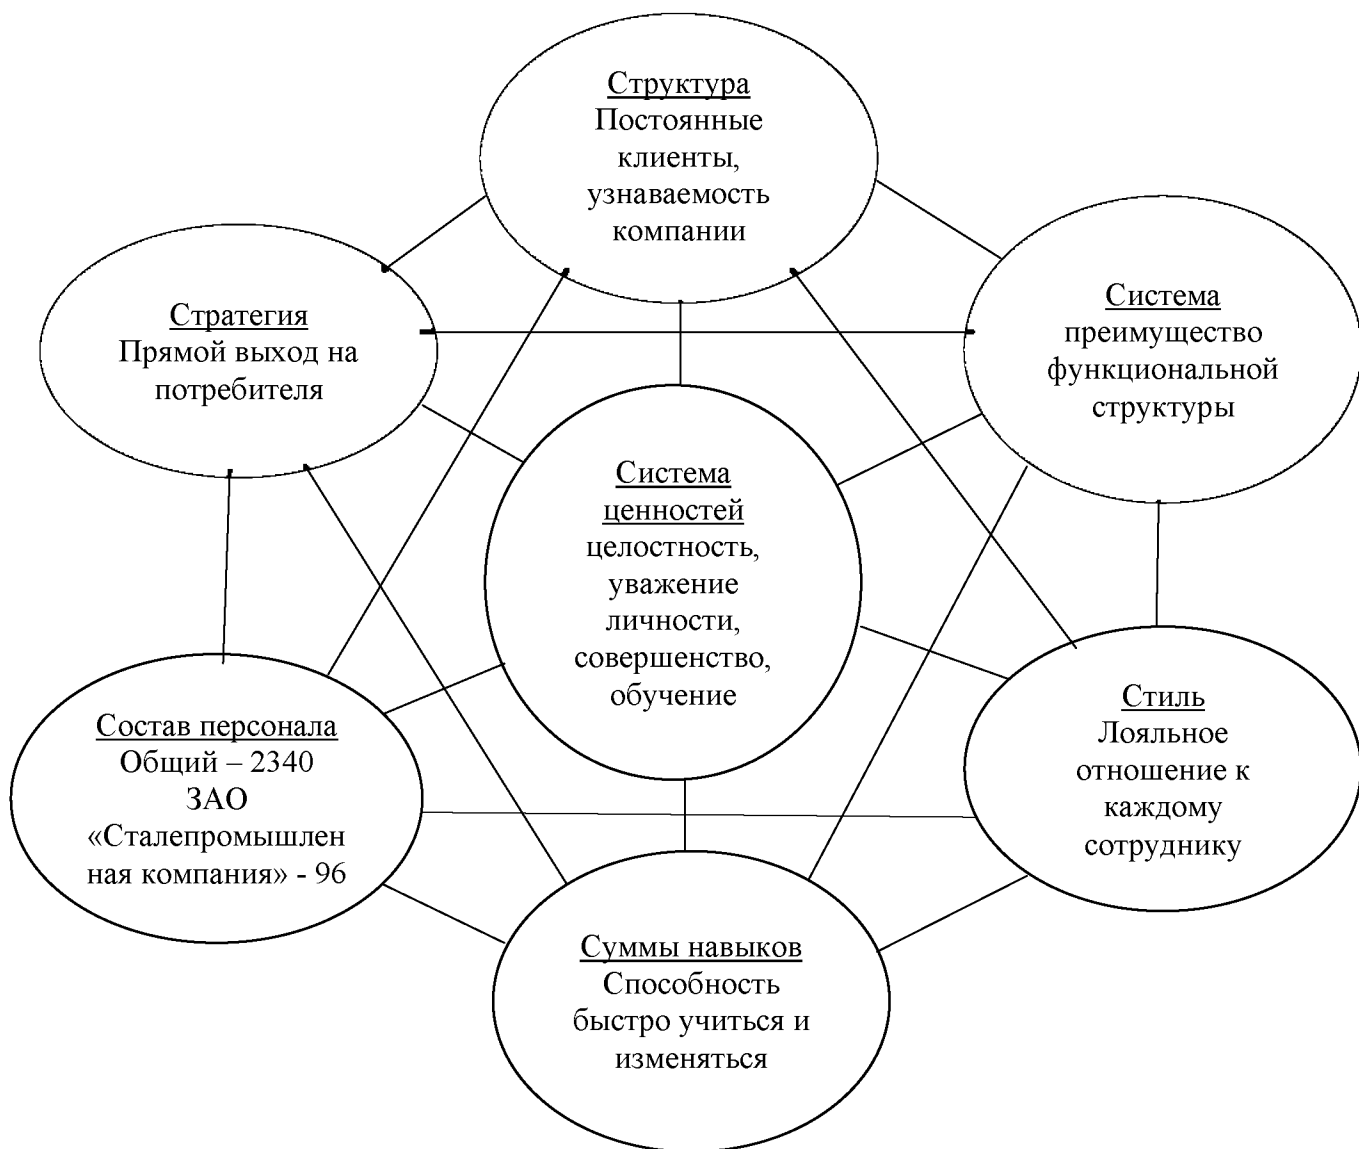 Структура
Постоянные
клиенты,
узнаваемость
компании
Стратегия
Прямой выход на
потребителя
Система
преимущество
функциональной
структуры
Система
ценностей
целостность,
уважение
личности,
совершенство,
обучение
Состав персонала
Общий – 2340
ЗАО
«Сталепромышлен
ная компания» - 96
Стиль
Лояльное
отношение к
каждому
сотруднику
Суммы навыков
Способность
быстро учиться и
изменяться